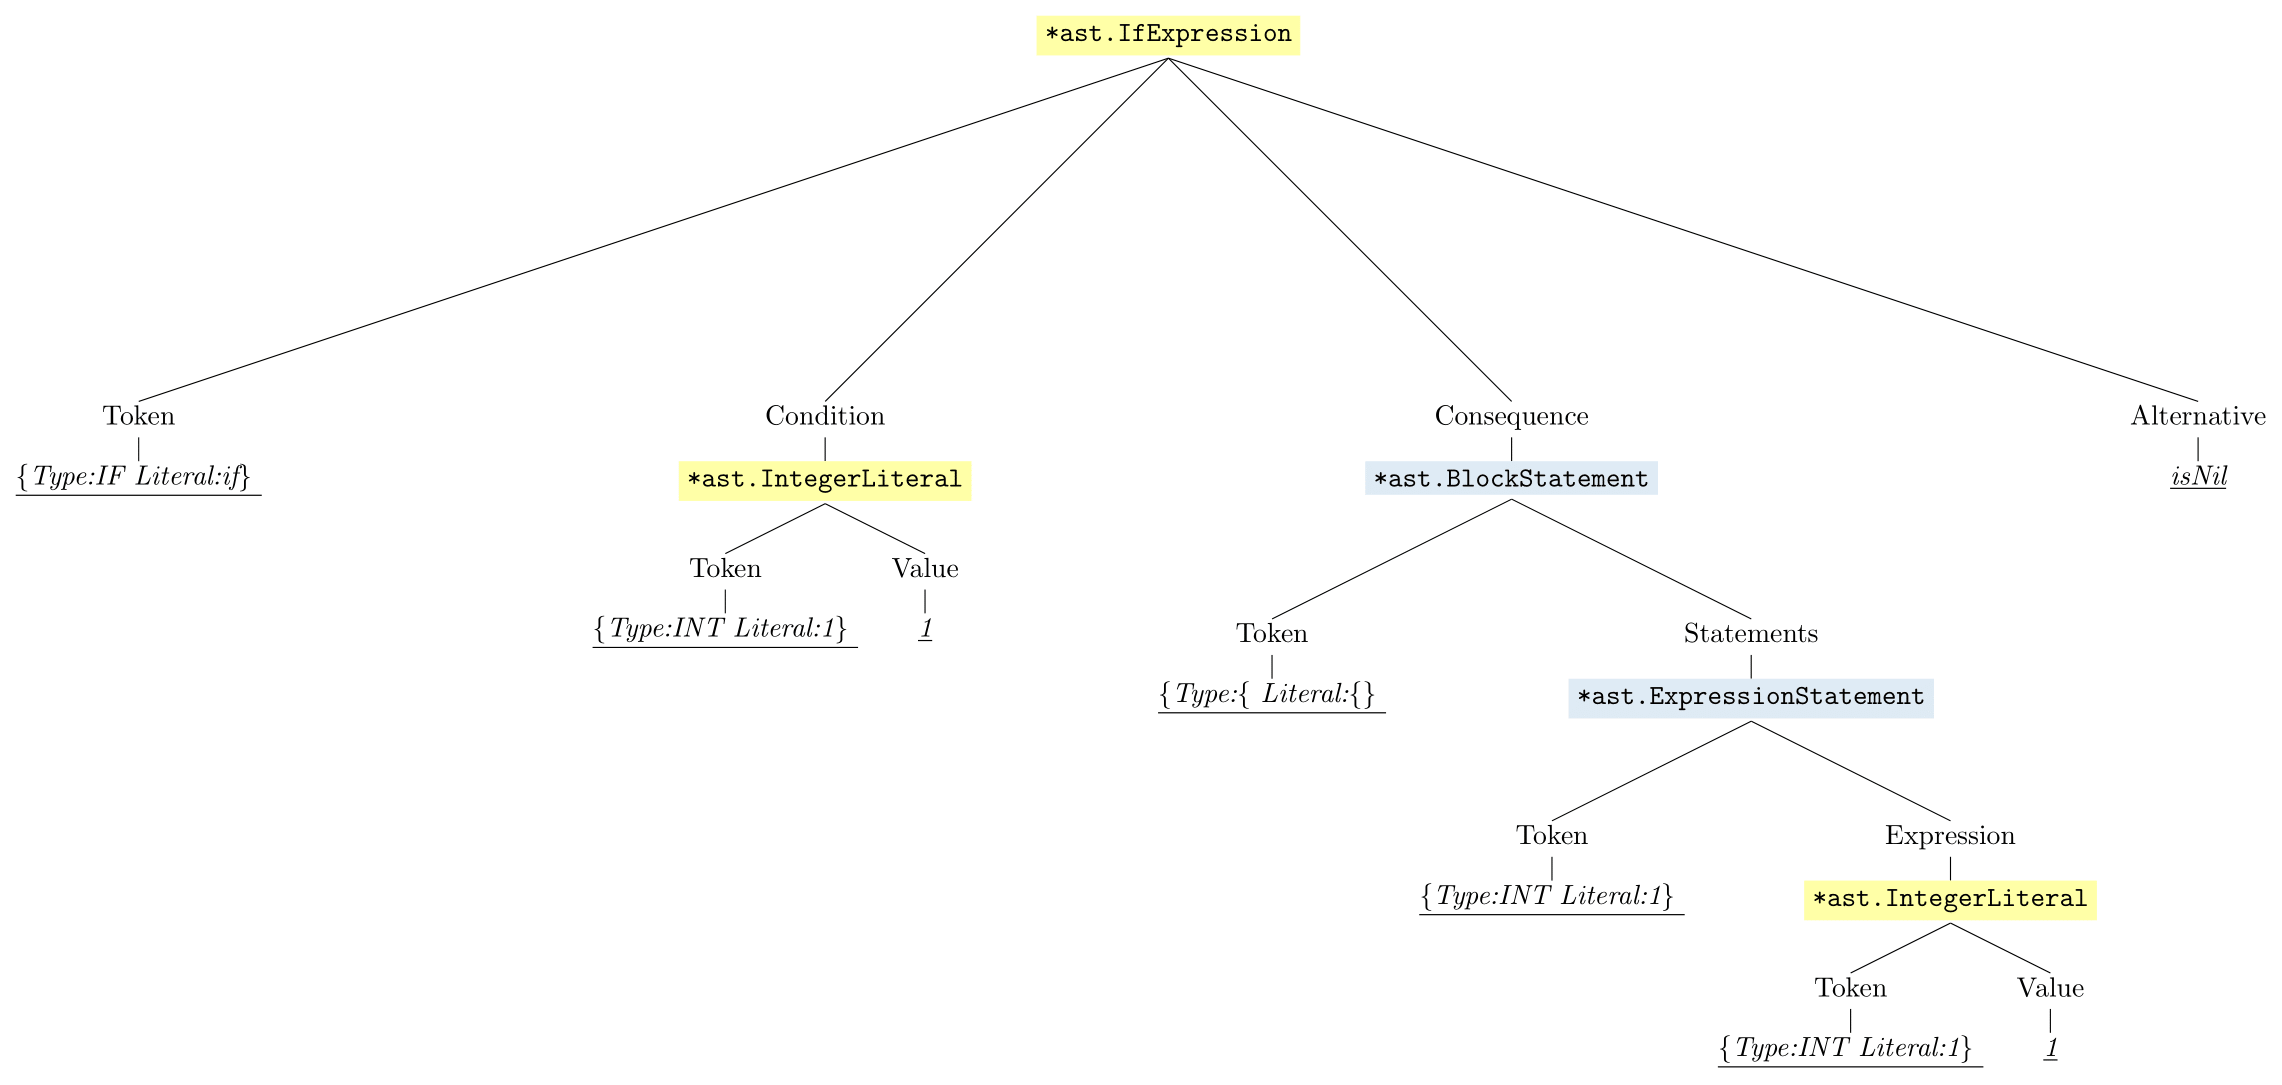 *ast.IfExpression
Token Condition Consequence Alternative
{Type:IF Literal:if} *ast.IntegerLiteral *ast.BlockStatement isNil
Token Value
{Type:INT Literal:1} 1
Token Statements
{Type:{ Literal:{} *ast.ExpressionStatement
Token Expression
{Type:INT Literal:1} *ast.IntegerLiteral
Token Value
{Type:INT Literal:1} 1